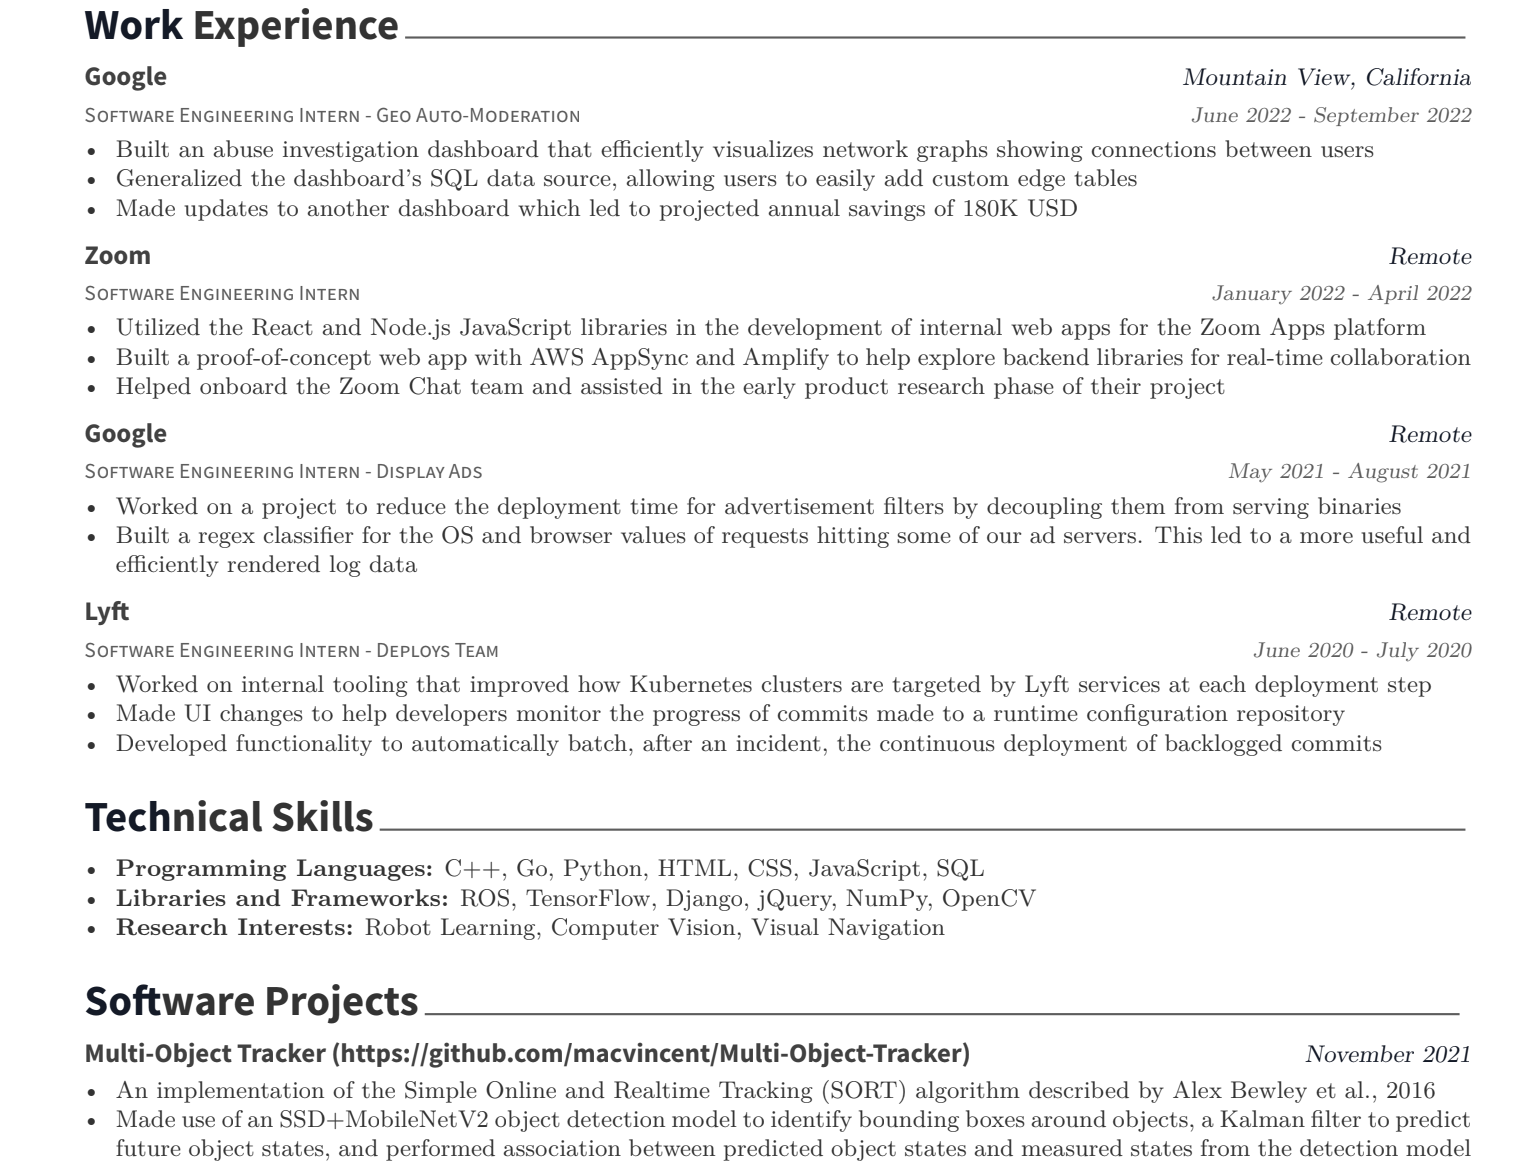 Work Experience
Google
Mountain View, California
Software Engineering Intern - Geo Auto-Moderation
June 2022 - September 2022
• Built an abuse investigation dashboard that efficiently visualizes network graphs showing connections between users
• Generalized the dashboard's SQL data source, allowing users to easily add custom edge tables
• Made updates to another dashboard which led to projected annual savings of 180K USD
Zoom
Remote
Software Engineering Intern
January 2022 - April 2022
• Utilized the React and Node.js JavaScript libraries in the development of internal web apps for the Zoom Apps platform
• Built a proof-of-concept web app with AWS AppSync and Amplify to help explore backend libraries for real-time collaboration
• Helped onboard the Zoom Chat team and assisted in the early product research phase of their project
Google
Remote
Software Engineering Intern - Display Ads
May 2021 - August 2021
• Worked on a project to reduce the deployment time for advertisement filters by decoupling them from serving binaries
• Built a regex classifier for the OS and browser values of requests hitting some of our ad servers. This led to a more useful and
efficiently rendered log data
Lyft
Remote
Software Engineering Intern - Deploys Team
June 2020 - July 2020
• Worked on internal tooling that improved how Kubernetes clusters are targeted by Lyft services at each deployment step
• Made UI changes to help developers monitor the progress of commits made to a runtime configuration repository
• Developed functionality to automatically batch, after an incident, the continuous deployment of backlogged commits
Technical Skills
• Programming Languages: C++, Go, Python, HTML, CSS, JavaScript, SQL
• Libraries and Frameworks: ROS, TensorFlow, Django, jQuery, NumPy, OpenCV
• Research Interests: Robot Learning, Computer Vision, Visual Navigation
Software Projects
Multi-Object Tracker (https://github.com/macvincent/Multi-Object-Tracker)
November 2021
• An implementation of the Simple Online and Realtime Tracking (SORT) algorithm described by Alex Bewley et al., 2016
• Made use of an SSD+MobileNetV2 object detection model to identify bounding boxes around objects, a Kalman filter to predict
future object states, and performed association between predicted object states and measured states from the detection model